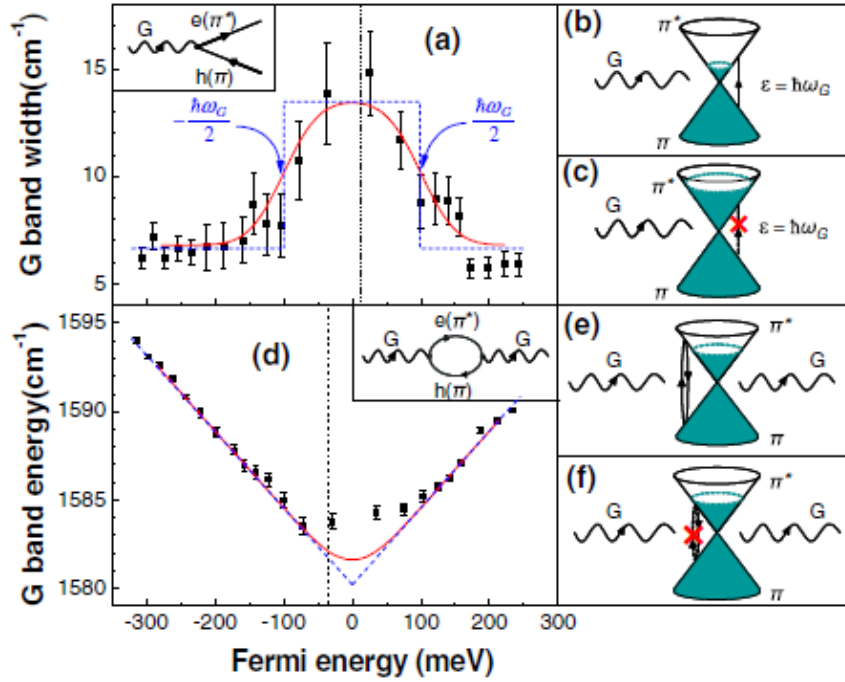 G e(π*) h(π)
(a)
G band width(cm⁻¹)
15
10
5
-ħω_G/2
ħω_G/2
(b)
π*
G
ε = ħω_G
π
(c)
π*
G
ε = ħω_G
π
(d)
G band energy(cm⁻¹)
1595
1590
1585
1580
G e(π*) G
h(π)
-300 -200 -100 0 100 200 300
Fermi energy (meV)
(e)
π*
G G
π
(f)
π*
G G
π